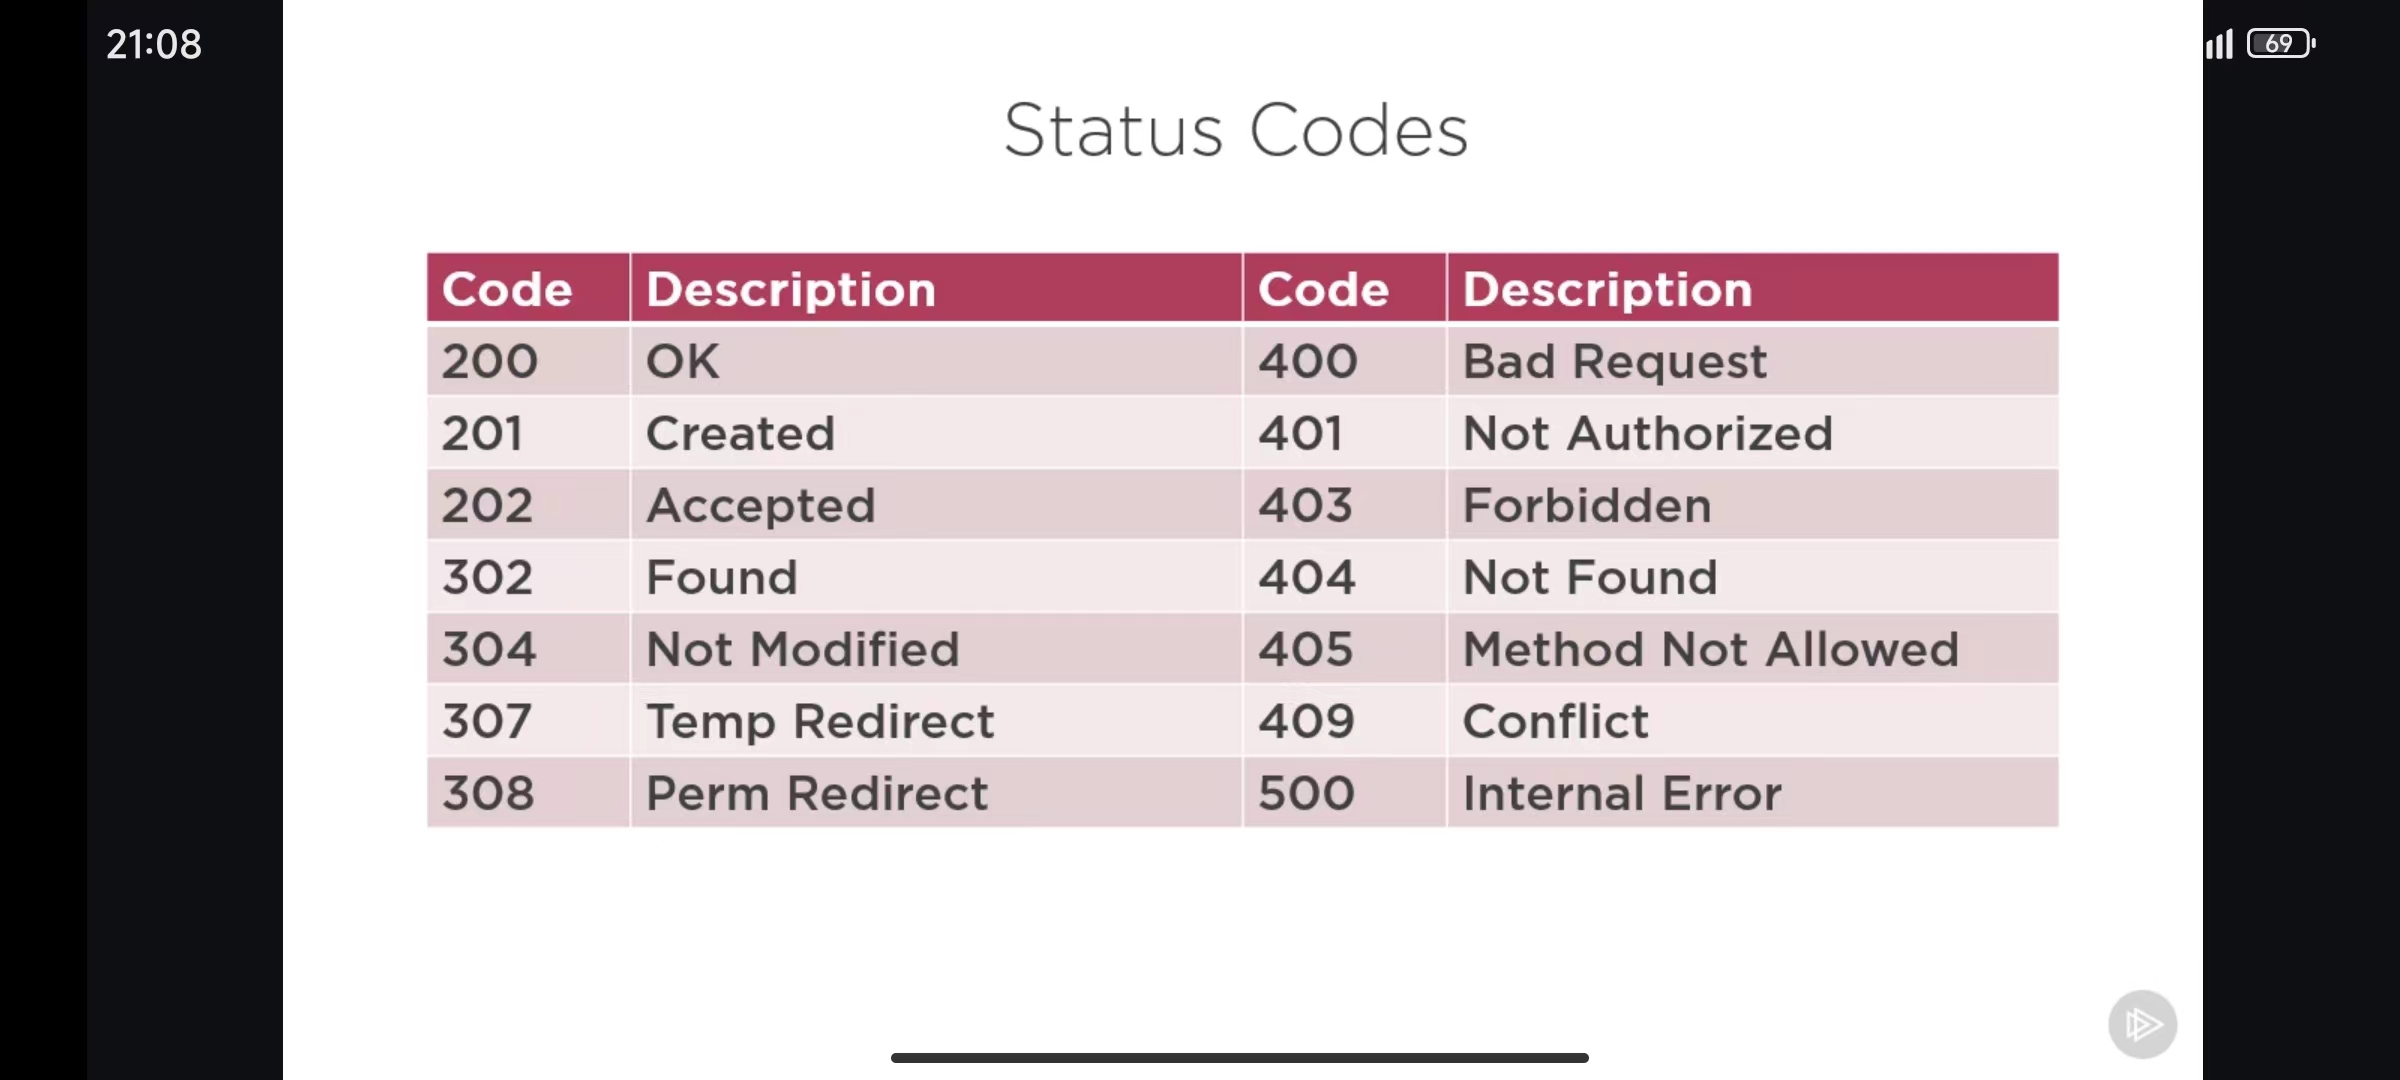 21:08
69
Status Codes
Code Description Code Description
200 OK 400 Bad Request
201 Created 401 Not Authorized
202 Accepted 403 Forbidden
302 Found 404 Not Found
304 Not Modified 405 Method Not Allowed
307 Temp Redirect 409 Conflict
308 Perm Redirect 500 Internal Error